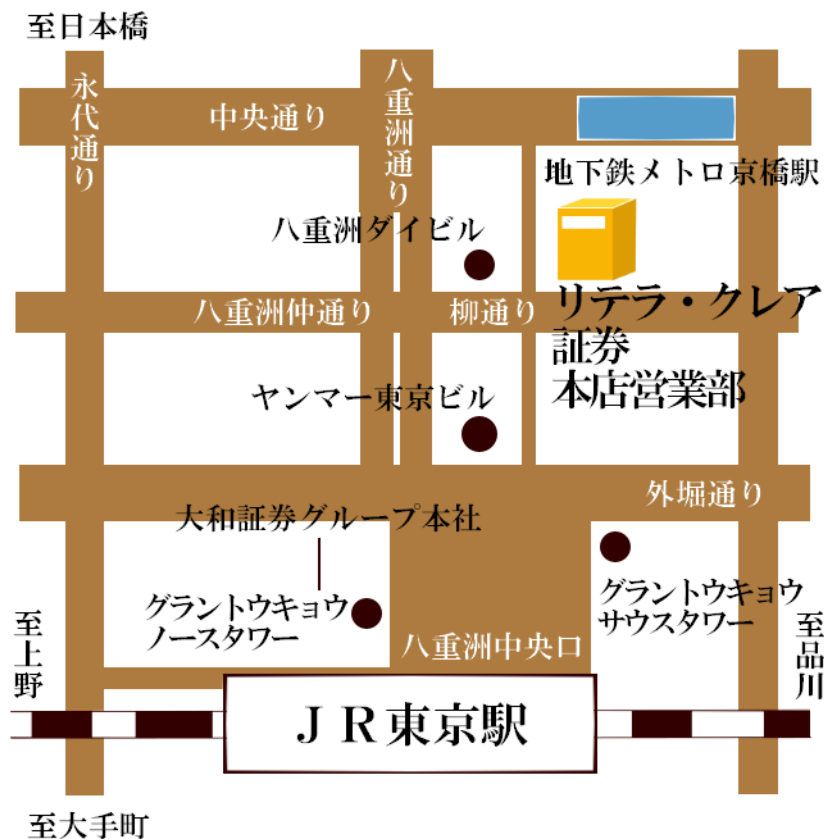 至日本橋
永代通り
中央通り
八重洲通り
地下鉄メトロ京橋駅
八重洲ダイビル
八重洲仲通り
柳通り
リテラ・クレア
証券
本店営業部
ヤンマー東京ビル
外堀通り
大和証券グループ本社
グラントウキョウ
ノースタワー
グラントウキョウ
サウスタワー
八重洲中央口
至上野
至品川
ＪＲ東京駅
至大手町